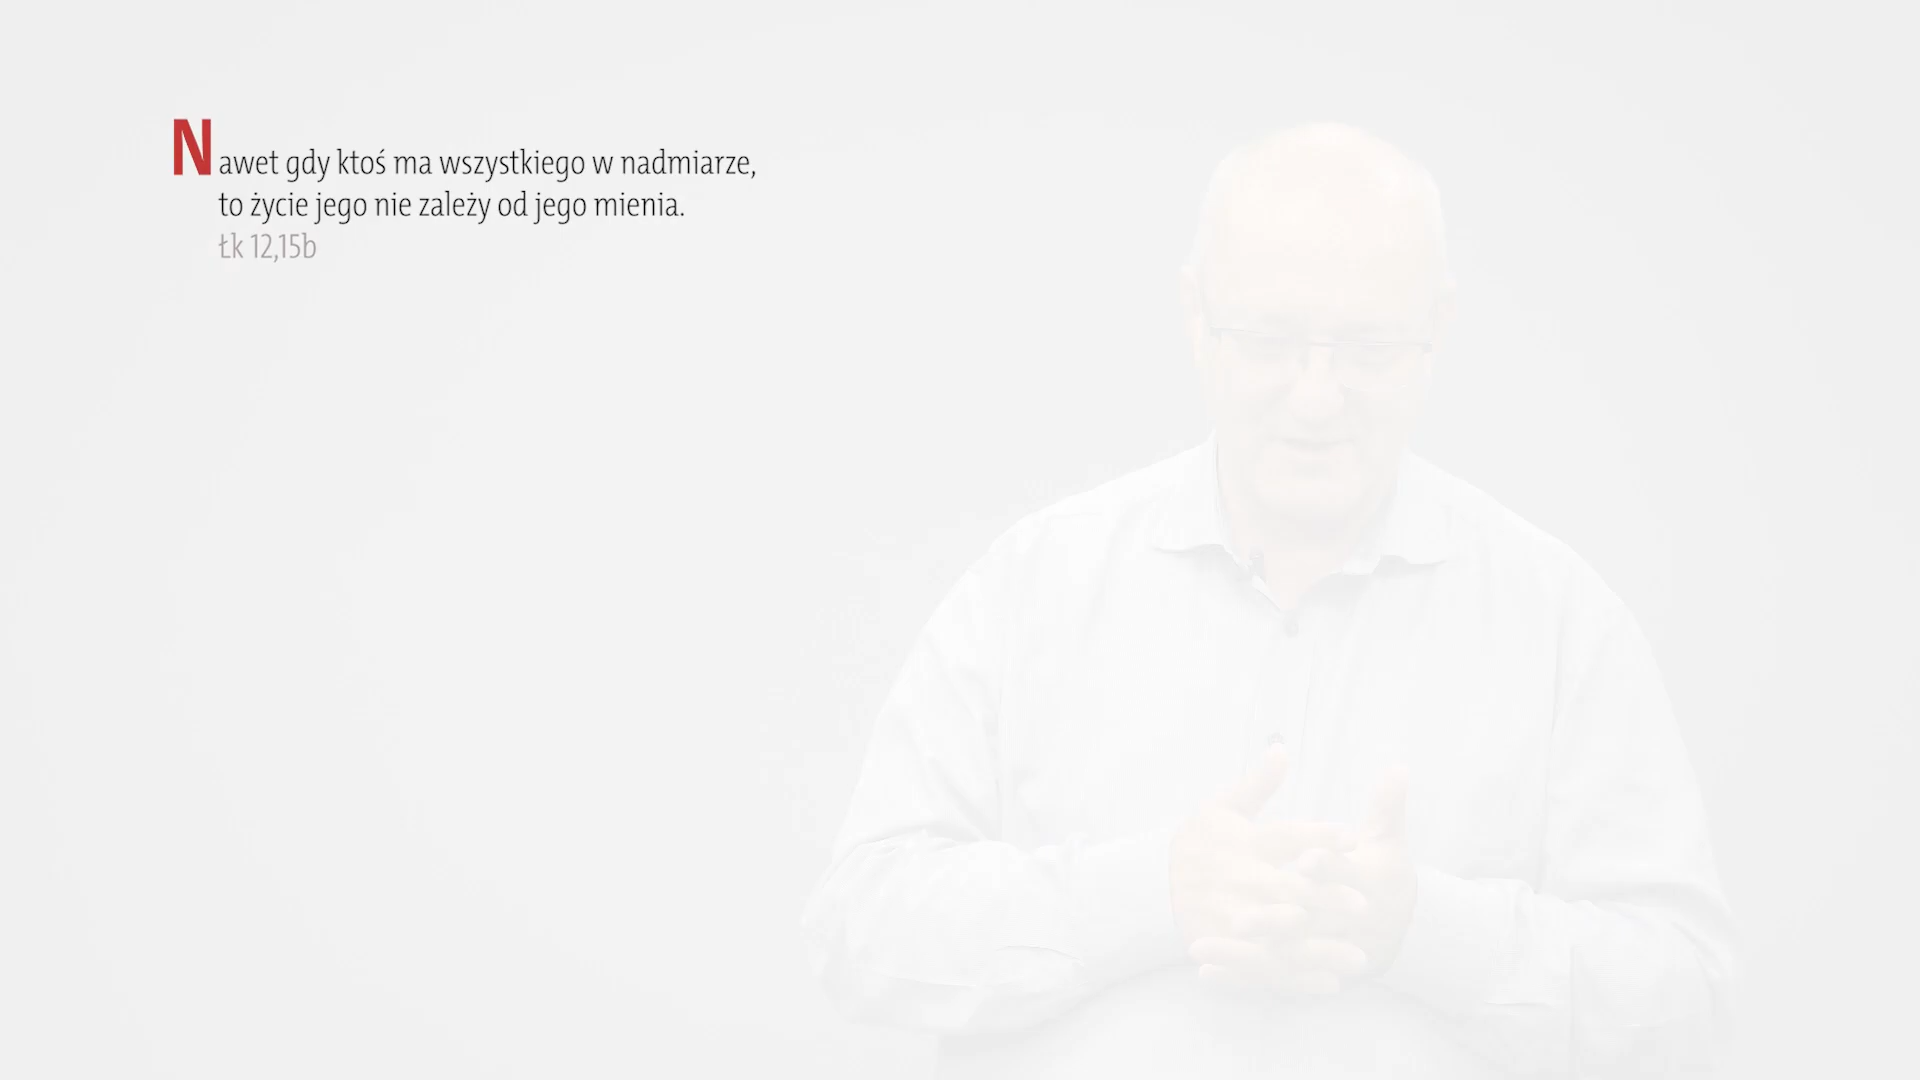 Nawet gdy ktoś ma wszystkiego w nadmiarze,
to życie jego nie zależy od jego mienia.
Łk 12,15b